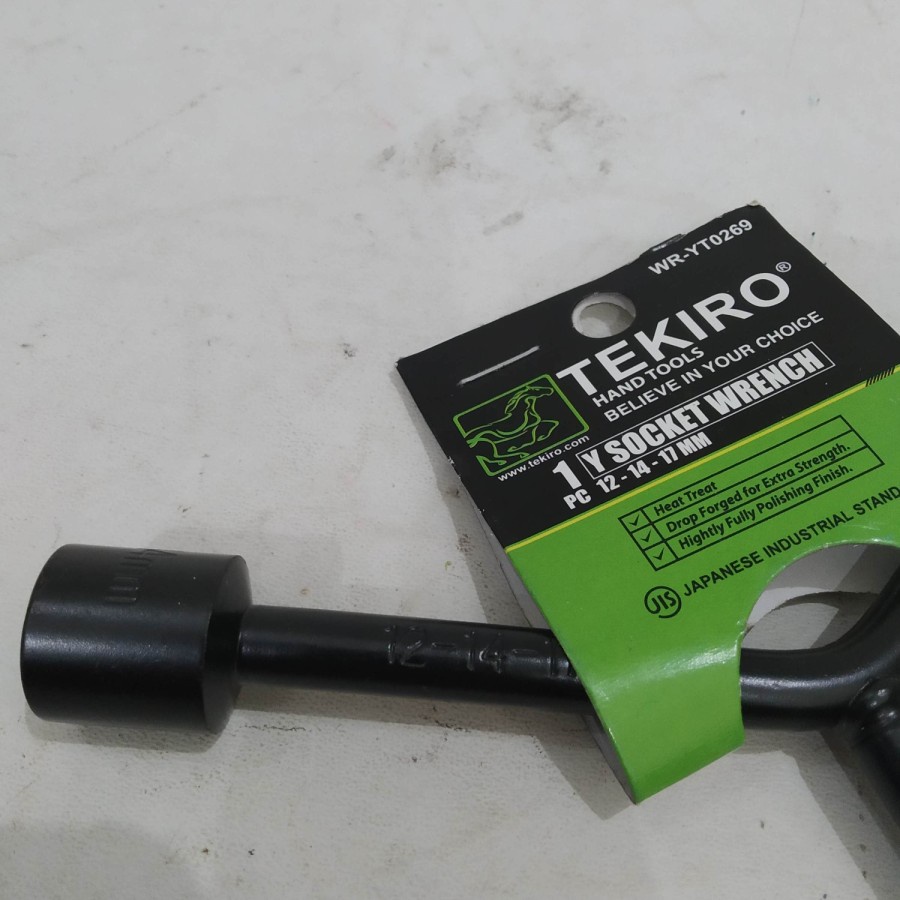 WR-YT0269
TEKIRO®
HAND TOOLS
BELIEVE IN YOUR CHOICE
www.tekiro.com
1 PC
Y SOCKET WRENCH
12 - 14 - 17 MM
Heat Treat
Drop Forged for Extra Strength.
Hightly Fully Polishing Finish.
JIS JAPANESE INDUSTRIAL STAND
12-14-1